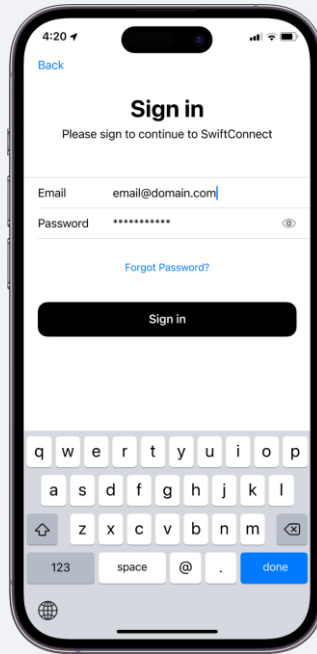 4:20
Back
Sign in
Please sign to continue to SwiftConnect
Email email@domain.com
Password ***********
Forgot Password?
Sign in
q w e r t y u i o p
a s d f g h j k l
z x c v b n m
123 space @ . done